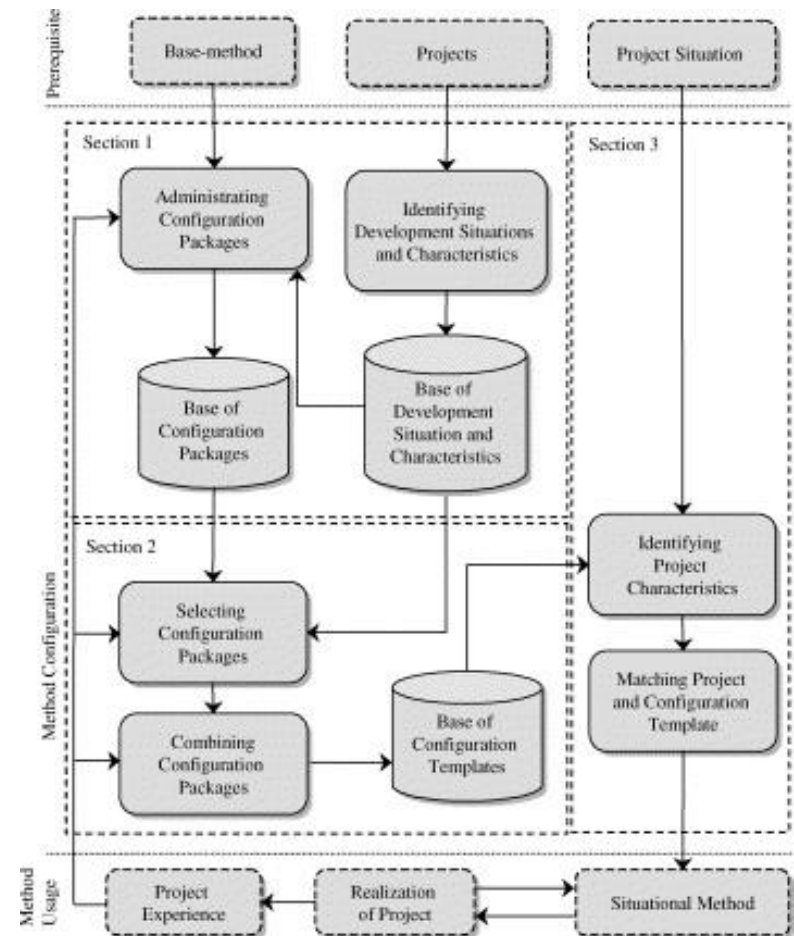 Prerequisite
Base-method
Projects
Project Situation
Method Configuration
Section 1
Administrating
Configuration
Packages
Identifying
Development Situations
and Characteristics
Base of
Configuration
Packages
Base of
Development
Situation and
Characteristics
Section 2
Selecting
Configuration
Packages
Combining
Configuration
Packages
Base of
Configuration
Templates
Section 3
Identifying
Project
Characteristics
Matching Project
and Configuration
Template
Method
Usage
Project
Experience
Realization
of Project
Situational Method